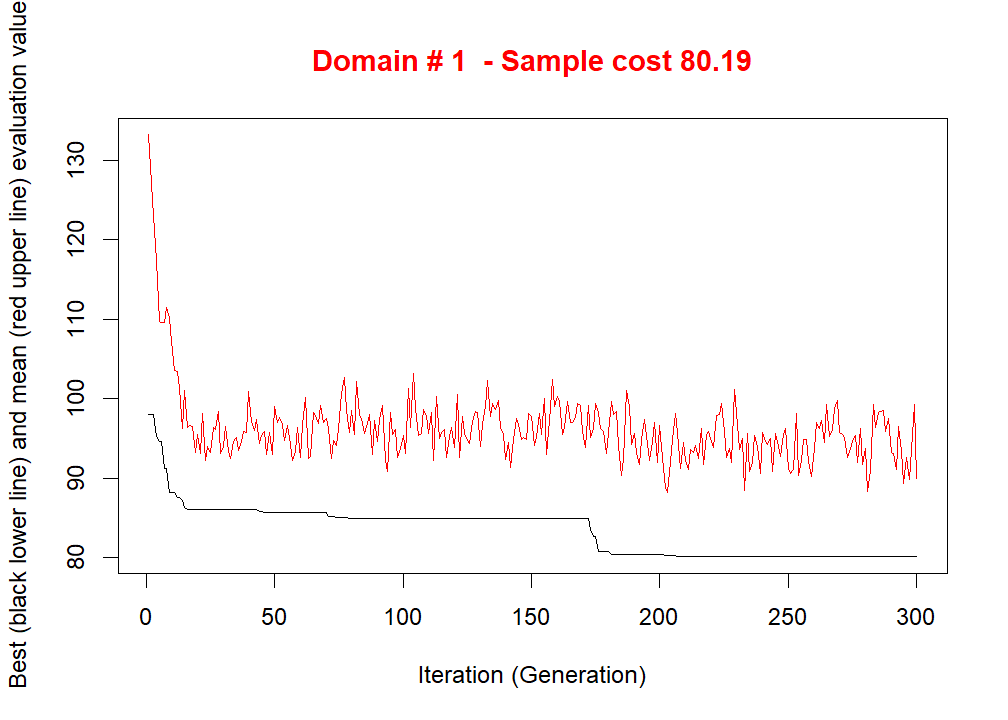 Domain # 1 - Sample cost 80.19
Best (black lower line) and mean (red upper line) evaluation value
130
120
110
100
90
80
0 50 100 150 200 250 300
Iteration (Generation)